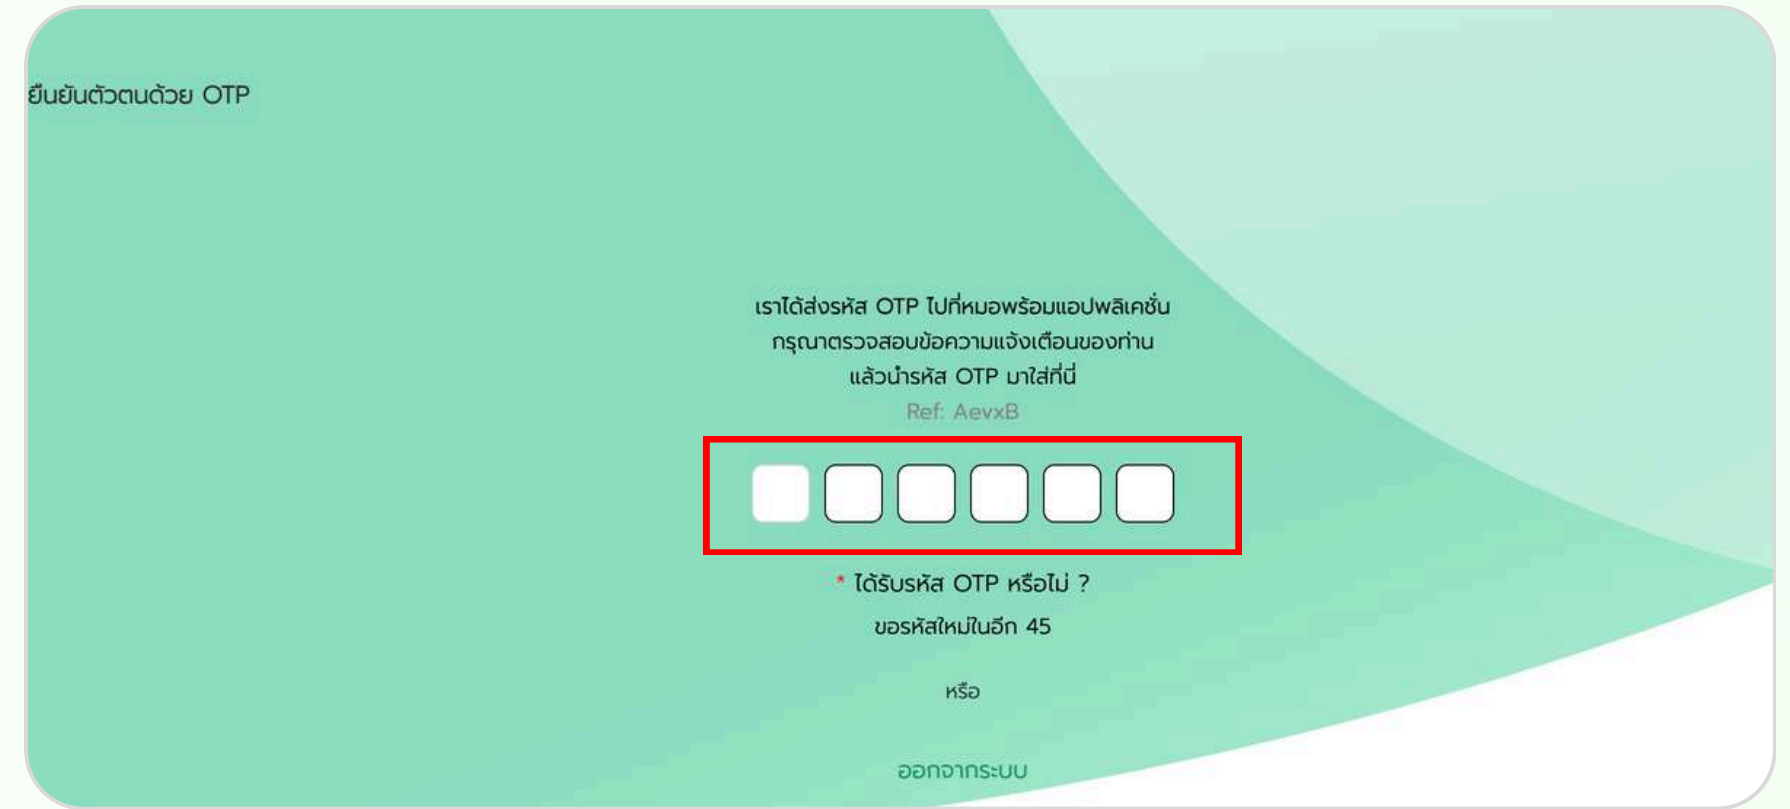 ยืนยันตัวตนด้วย OTP
เราได้ส่งรหัส OTP ไปที่หมอพร้อมแอปพลิเคชั่น
กรุณาตรวจสอบข้อความแจ้งเตือนของท่าน
แล้วนำรหัส OTP มาใส่ที่นี่
Ref: AevxB
* ได้รับรหัส OTP หรือไม่ ?
ขอรหัสใหม่ในอีก 45
หรือ
ออกจากระบบ